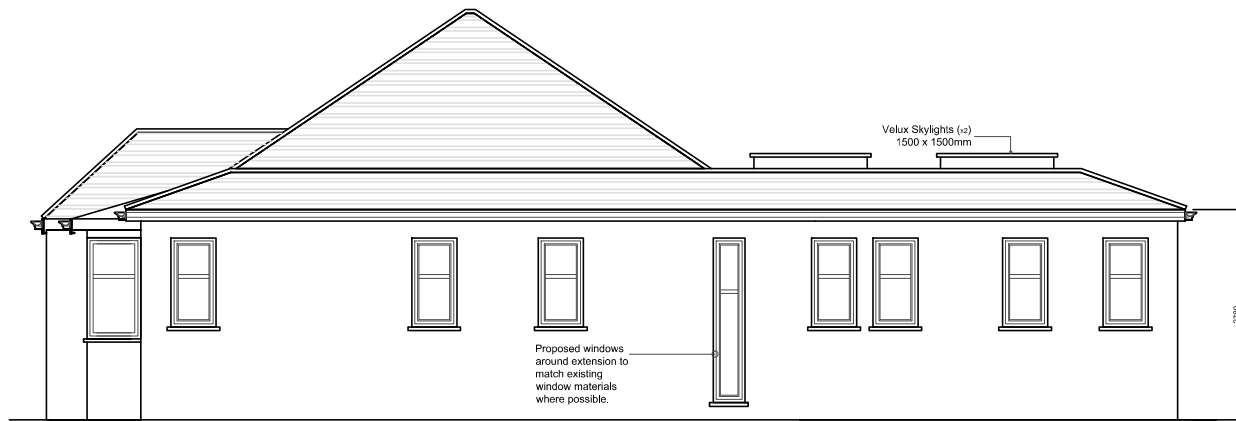 Velux Skylights (x2)
1500 x 1500mm
Proposed windows
around extension to
match existing
window materials
where possible.